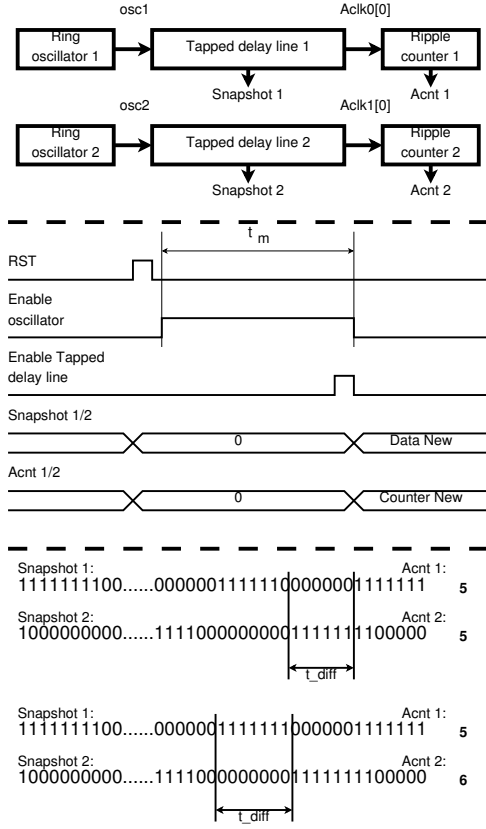 osc1
Aclk0[0]
Ring oscillator 1
Tapped delay line 1
Ripple counter 1
Snapshot 1
Acnt 1
osc2
Aclk1[0]
Ring oscillator 2
Tapped delay line 2
Ripple counter 2
Snapshot 2
Acnt 2
t m
RST
Enable
oscillator
Enable Tapped
delay line
Snapshot 1/2
0
Data New
Acnt 1/2
0
Counter New
Snapshot 1:
Acnt 1:
1111111100......000000111111100000001111111
5
Snapshot 2:
Acnt 2:
1000000000......111100000000011111111100000
5
t_diff
Snapshot 1:
Acnt 1:
1111111100......000000111111100000001111111
5
Snapshot 2:
Acnt 2:
1000000000......111100000000011111111100000
6
t_diff